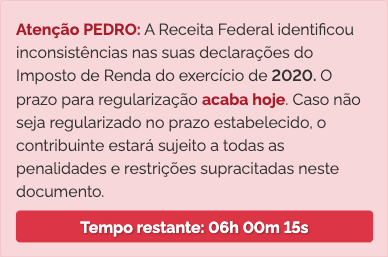 Atenção PEDRO: A Receita Federal identificou
inconsistências nas suas declarações do
Imposto de Renda do exercício de 2020. O
prazo para regularização acaba hoje. Caso não
seja regularizado no prazo estabelecido, o
contribuinte estará sujeito a todas as
penalidades e restrições supracitadas neste
documento.
Tempo restante: 06h 00m 15s